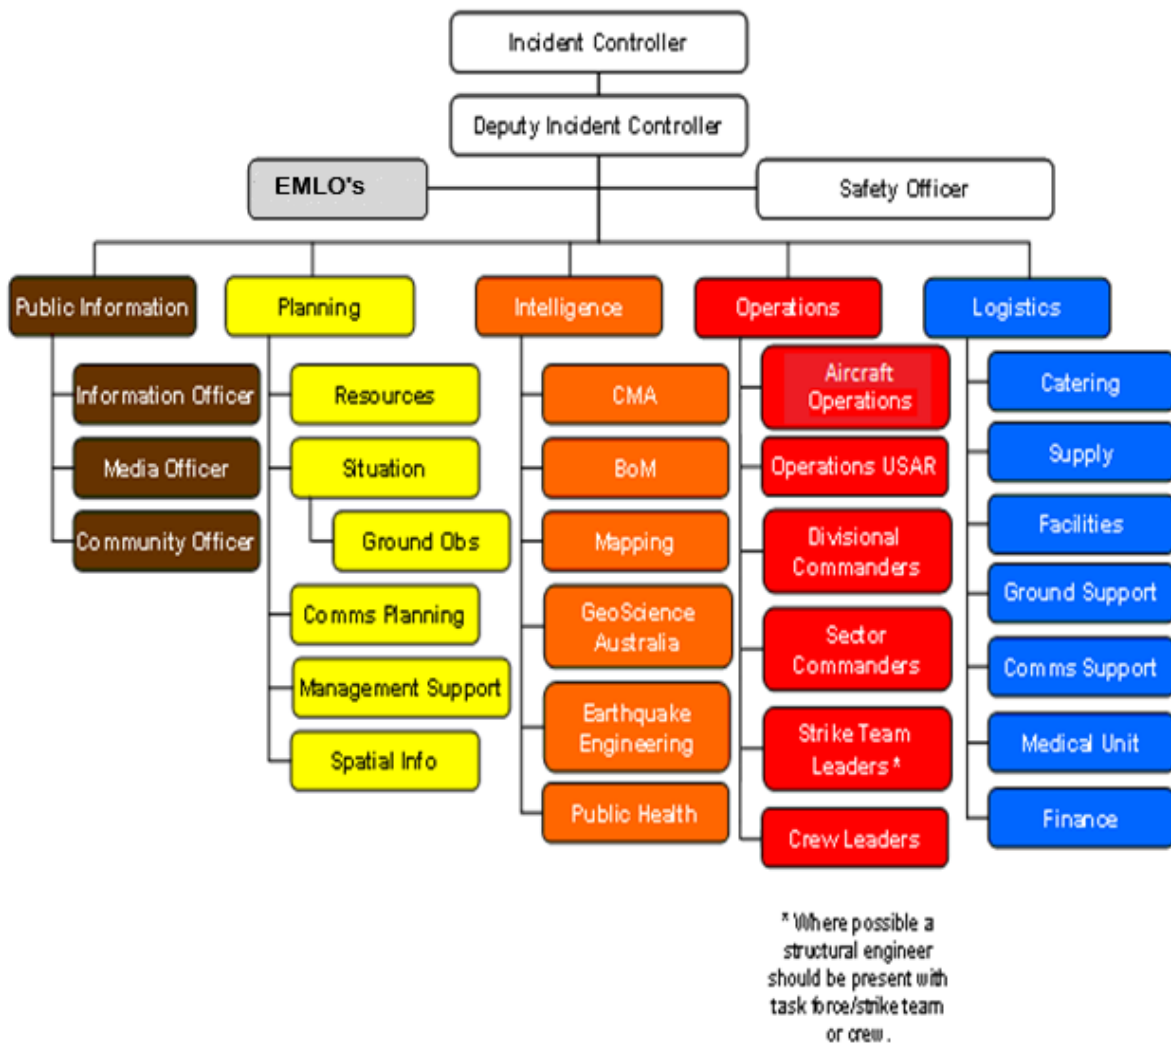 Incident Controller
Deputy Incident Controller
EMLO's
Safety Officer
Public Information
Planning
Intelligence
Operations
Logistics
Information Officer
Media Officer
Community Officer
Resources
Situation
Ground Obs
Comms Planning
Management Support
Spatial Info
CMA
BoM
Mapping
GeoScience
Australia
Earthquake
Engineering
Public Health
Aircraft
Operations
Operations USAR
Divisional
Commanders
Sector
Commanders
Strike Team
Leaders *
Crew Leaders
Catering
Supply
Facilities
Ground Support
Comms Support
Medical Unit
Finance
* Where possible a
structural engineer
should be present with
task force/strike team
or crew.